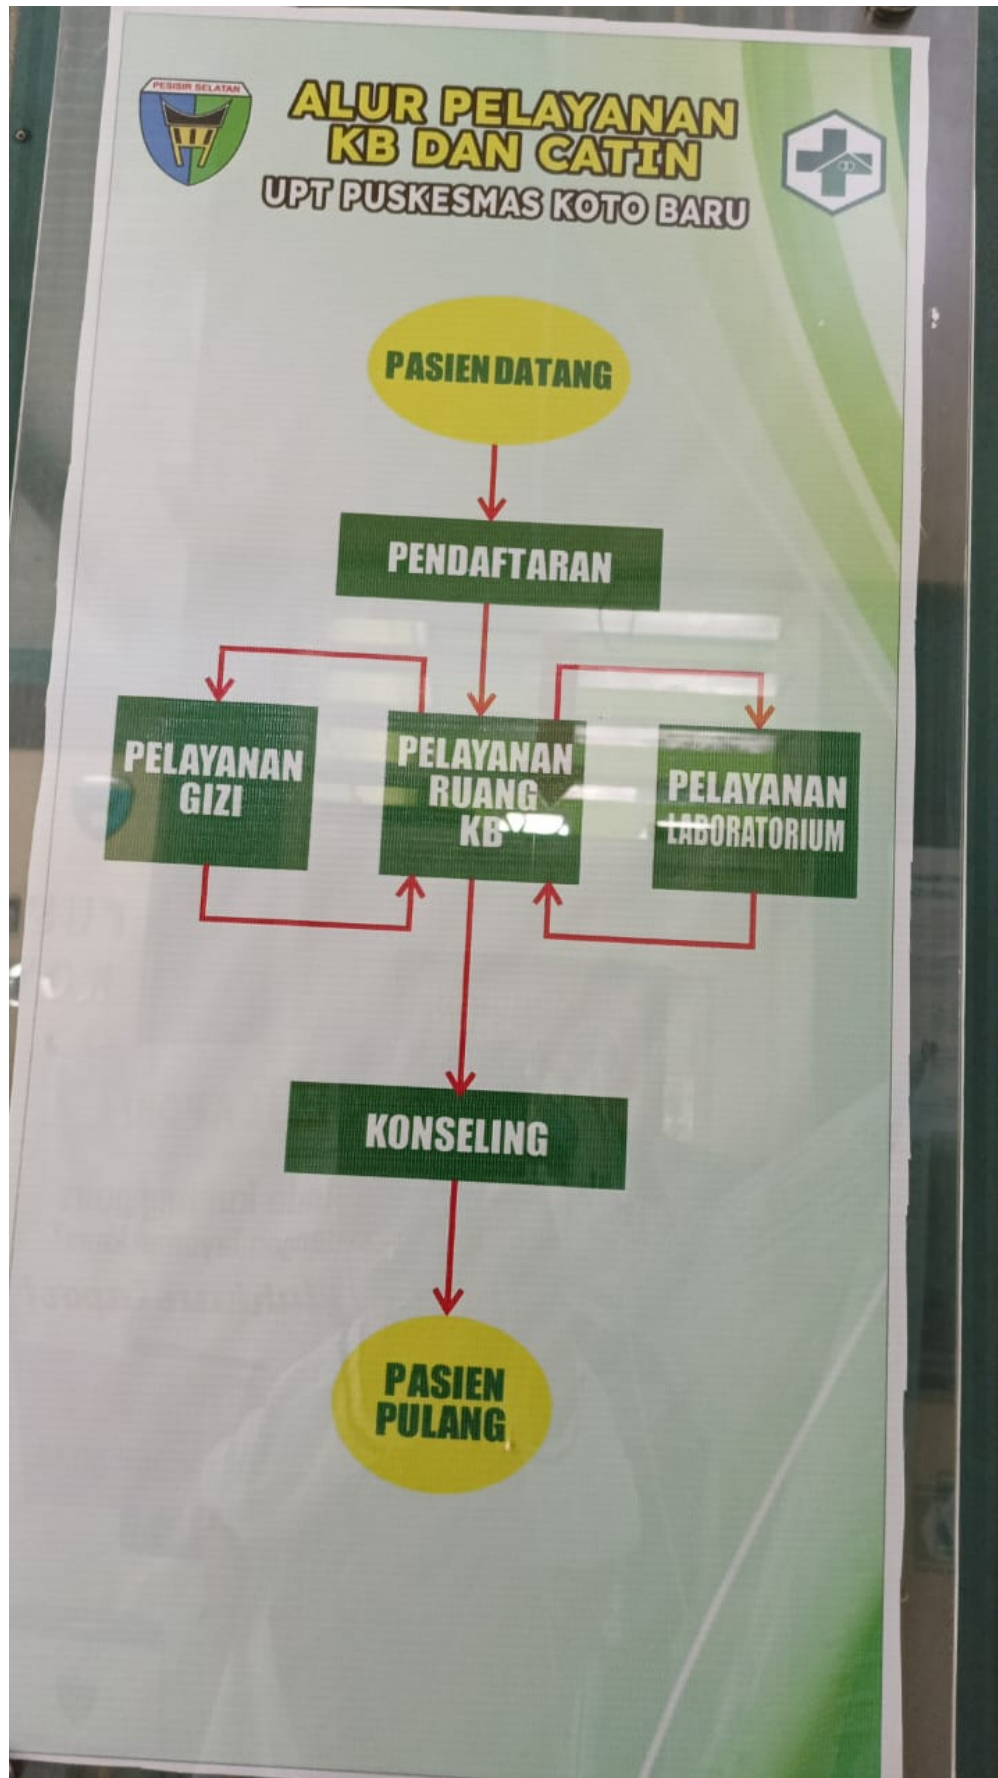 PESISIR SELATAN
ALUR PELAYANAN
KB DAN CATIN
UPT PUSKESMAS KOTO BARU
PASIEN DATANG
PENDAFTARAN
PELAYANAN
GIZI
PELAYANAN
RUANG
KB
PELAYANAN
LABORATORIUM
KONSELING
PASIEN
PULANG